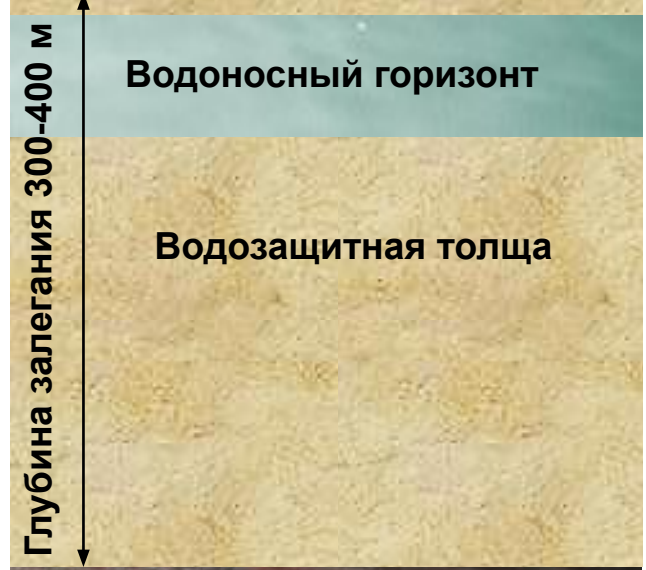 Глубина залегания 300-400 м
Водоносный горизонт
Водозащитная толща